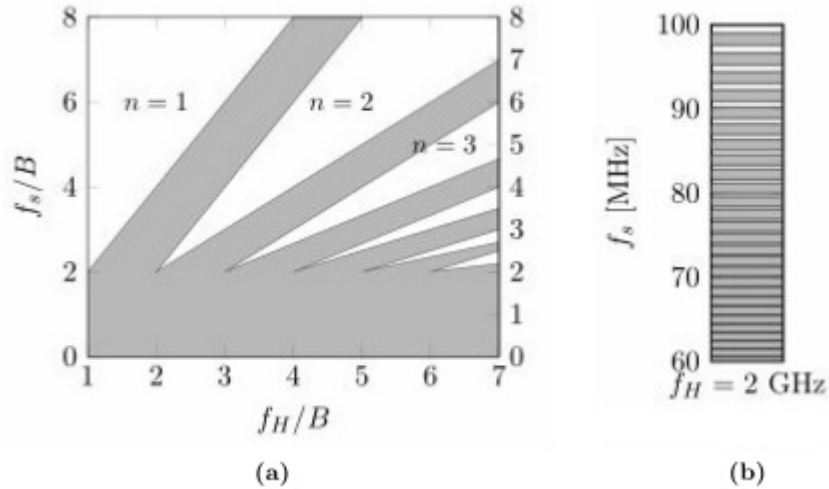 8
6
4
2
0
f_s/B
n = 1
n = 2
n = 3
8
7
6
5
4
3
2
1
0
1 2 3 4 5 6 7
f_H/B
(a)
100
90
80
70
60
f_s [MHz]
f_H = 2 GHz
(b)